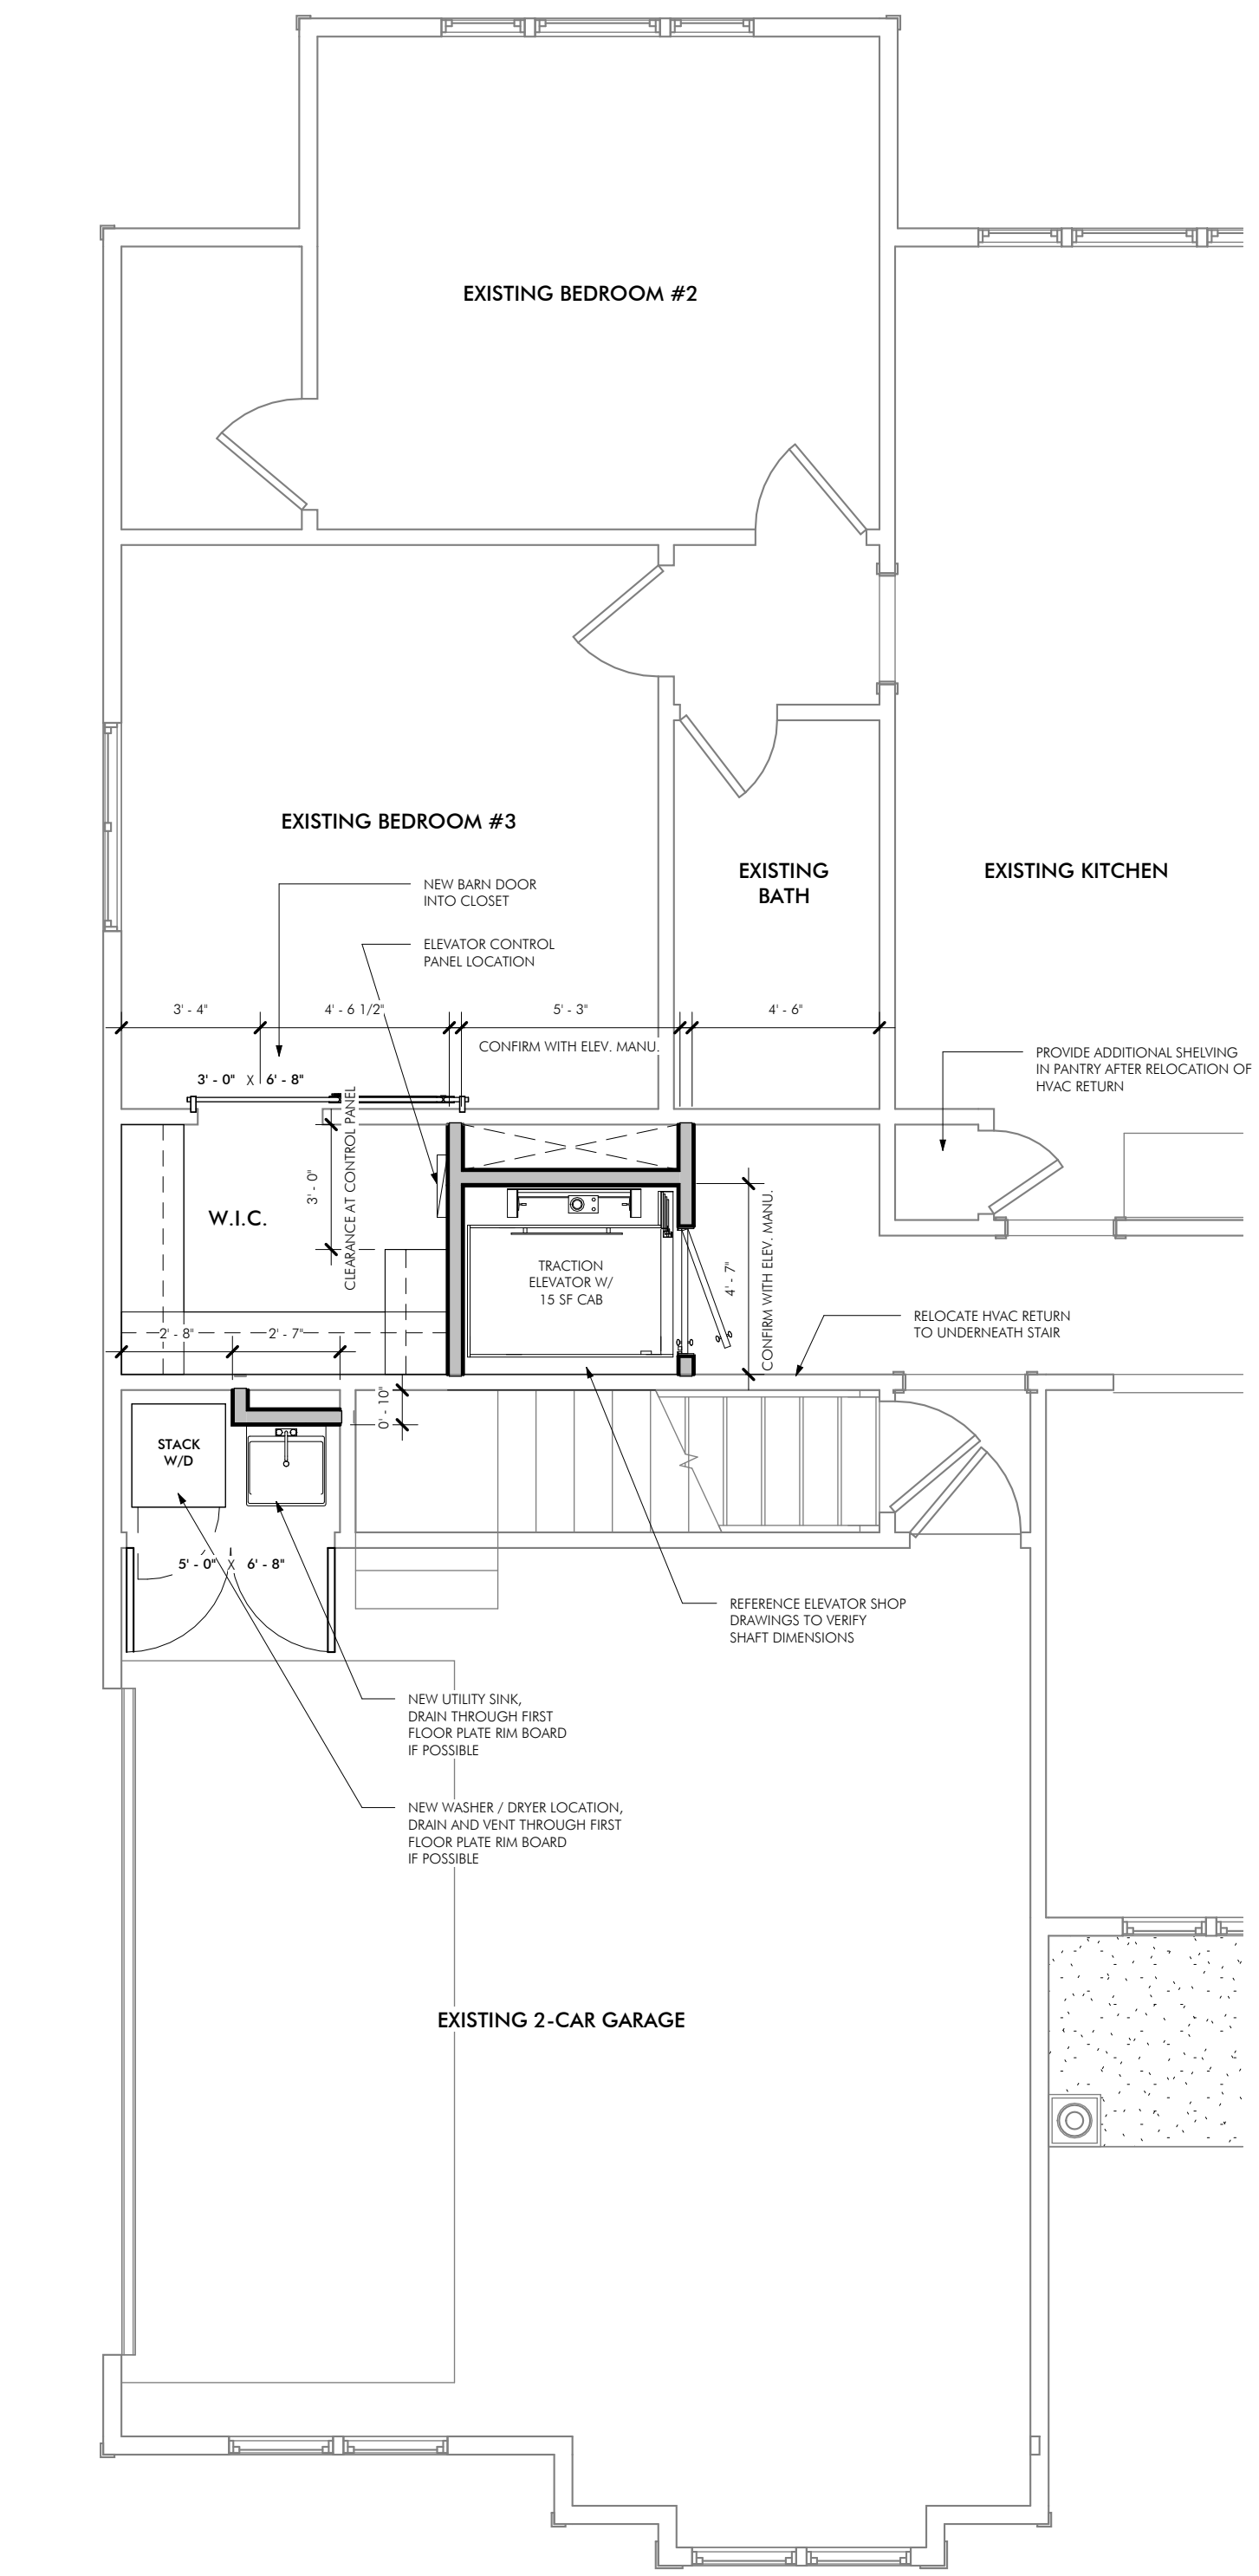 EXISTING BEDROOM #2
EXISTING BEDROOM #3
NEW BARN DOOR
INTO CLOSET
EXISTING
BATH
EXISTING KITCHEN
ELEVATOR CONTROL
PANEL LOCATION
3' - 4"
4' - 6 1/2"
5' - 3"
4' - 6"
CONFIRM WITH ELEV. MANU.
PROVIDE ADDITIONAL SHELVING
IN PANTRY AFTER RELOCATION OF
HVAC RETURN
3' - 0" X 6' - 8"
3' - 0"
CLEARANCE AT CONTROL PANEL
W.I.C.
TRACTION
ELEVATOR W/
15 SF CAB
4' - 7"
CONFIRM WITH ELEV. MANU.
RELOCATE HVAC RETURN
TO UNDERNEATH STAIR
2' - 8"
2' - 7"
0' - 10"
STACK
W/D
5' - 0" X 6' - 8"
REFERENCE ELEVATOR SHOP
DRAWINGS TO VERIFY
SHAFT DIMENSIONS
NEW UTILITY SINK,
DRAIN THROUGH FIRST
FLOOR PLATE RIM BOARD
IF POSSIBLE
NEW WASHER / DRYER LOCATION,
DRAIN AND VENT THROUGH FIRST
FLOOR PLATE RIM BOARD
IF POSSIBLE
EXISTING 2-CAR GARAGE